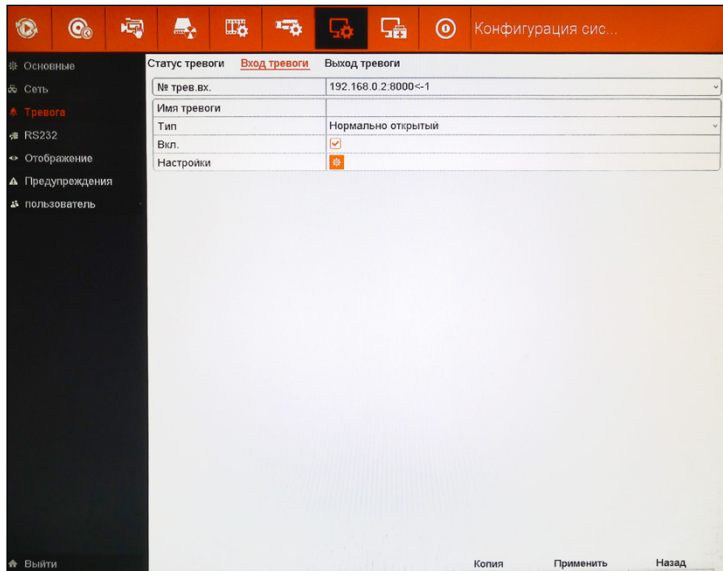 Конфигурация сис...
Основные
Сеть
Тревога
RS232
Отображение
Предупреждения
пользователь
Выйти
Статус тревоги Вход тревоги Выход тревоги
№ трев.вх. 192.168.0.2:8000<-1
Имя тревоги
Тип Нормально открытый
Вкл.
Настройки
Копия Применить Назад